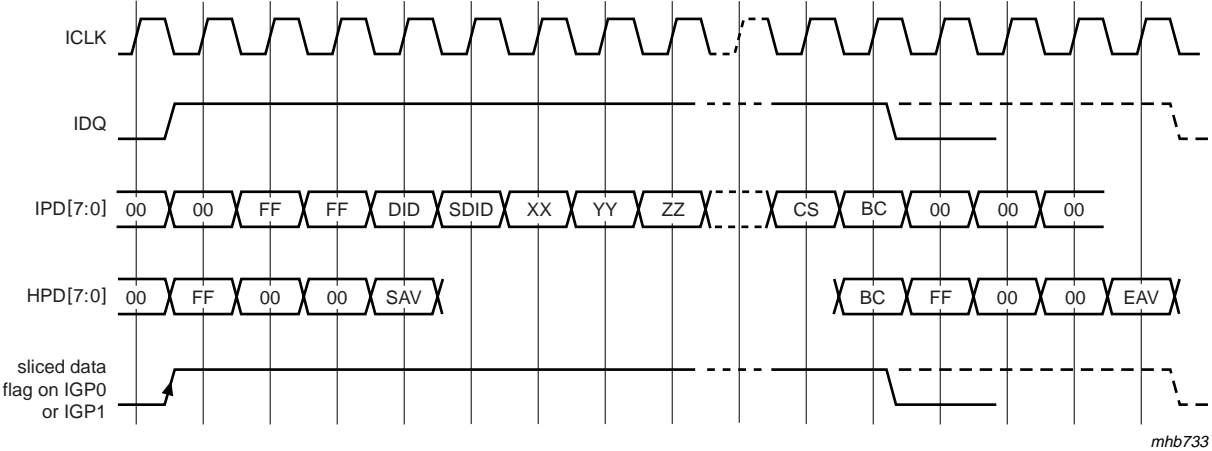 ICLK
IDQ
IPD[7:0] 00 00 FF FF DID SDID XX YY ZZ CS BC 00 00 00
HPD[7:0] 00 FF 00 00 SAV BC FF 00 00 EAV
sliced data
flag on IGP0
or IGP1
mhb733